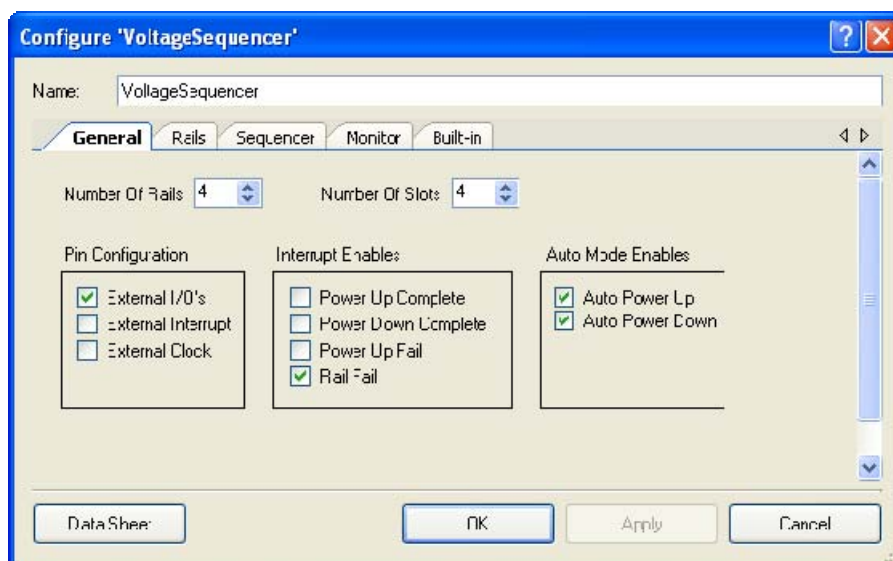 Configure 'VoltageSequencer'
Name: VoltageSequencer
General Rails Sequencer Monitor Built-in
Number Of Rails 4 Number Of Slots 4
Pin Configuration Interrupt Enables Auto Mode Enables
External I/O's Power Up Complete Auto Power Up
External Interrupt Power Down Complete Auto Power Down
External Clock Power Up Fail
Rail Fail
Data Sheet OK Apply Cancel